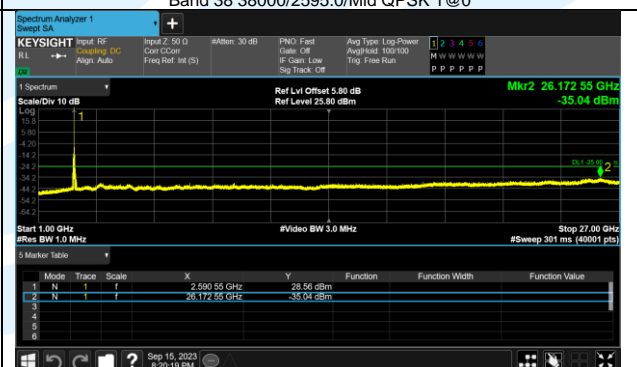 Band 38 38000/2595.0/Mid QPSK 1@0
Spectrum Analyzer 1
Swept SA
+
KEYSIGHT Input: RF
RL
Coupling: DC
Align: Auto
Input Z: 50 Ω
Corr CCorr
Freq Ref: Int (S)
#Atten: 30 dB
PNO: Fast
Gate: Off
IF Gain: Low
Sig Track: Off
Avg Type: Log-Power
Avg|Hold: 100/100
Trig: Free Run
1 2 3 4 5 6
M W W W W W
P P P P P P
1 Spectrum
Scale/Div 10 dB
Ref Lvl Offset 5.80 dB
Ref Level 25.80 dBm
Mkr2 26.172 55 GHz
-35.04 dBm
Log
15.8
5.80
-4.20
-14.2
-24.2
-34.2
-44.2
-54.2
-64.2
1
DL1 -25.00
2
Start 1.00 GHz
#Res BW 1.0 MHz
#Video BW 3.0 MHz
Stop 27.00 GHz
#Sweep 301 ms (40001 pts)
5 Marker Table
Mode Trace Scale X Y Function Function Width Function Value
1 N 1 f 2.590 55 GHz 28.56 dBm
2 N 1 f 26.172 55 GHz -35.04 dBm
3
4
5
6
? Sep 15, 2023
8:20:19 PM